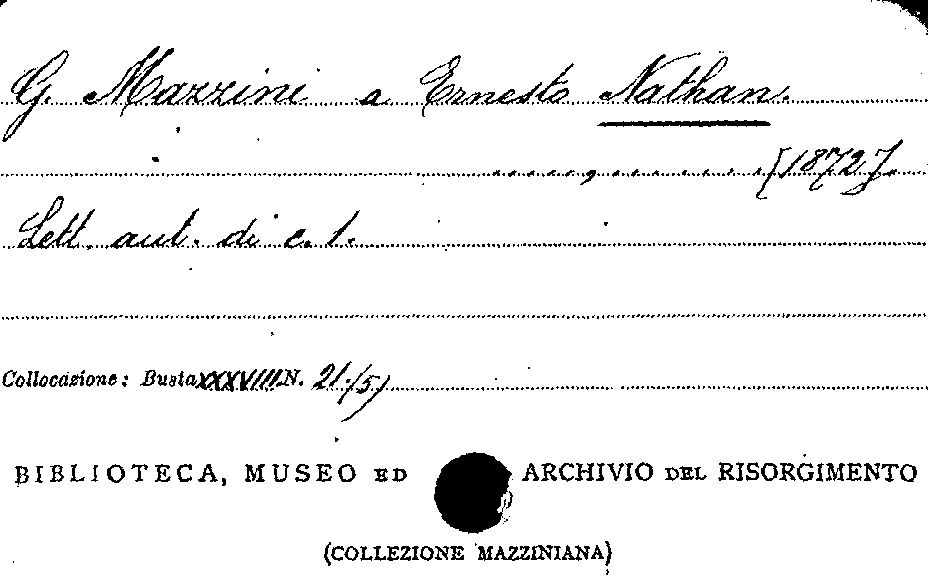 G. Mazzini a Ernesto Nathan.
......,....... [1872].
Lett. aut. di c. 1.
Collocazione: Busta XXXVIII N. 21 (5)
BIBLIOTECA, MUSEO ED ARCHIVIO DEL RISORGIMENTO
(COLLEZIONE MAZZINIANA)